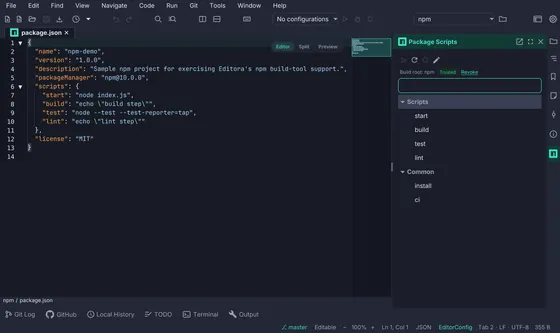 File Edit View Navigate Code Run Git Tools Window Help
No configurations
npm
package.json
Editor Split Preview
1 {
2 "name": "npm-demo",
3 "version": "1.0.0",
4 "description": "Sample npm project for exercising Editora's npm build-tool support.",
5 "packageManager": "npm@10.0.0",
6 "scripts": {
7 "start": "node index.js",
8 "build": "echo \"build step\"",
9 "test": "node --test --test-reporter=tap",
10 "lint": "echo \"lint step\""
11 },
12 "license": "MIT"
13 }
14
Package Scripts
Build root: npm Trusted Revoke
Scripts
start
build
test
lint
Common
install
ci
npm / package.json
Git Log GitHub Local History TODO Terminal Output
master Editable - 100% + Ln 1, Col 1 JSON EditorConfig Tab 2 LF UTF-8 355 B